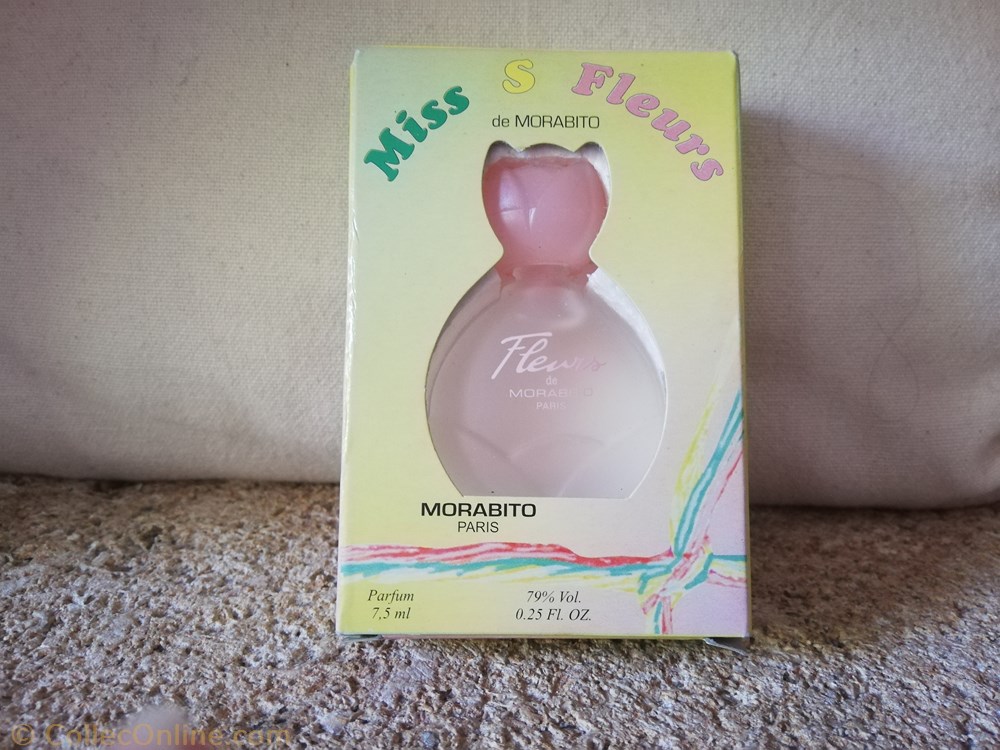 Miss S Fleurs
de MORABITO
Fleurs
de
MORABITO
PARIS
MORABITO
PARIS
Parfum
7,5 ml
79% Vol.
0.25 Fl. OZ.
© CollecOnline.com